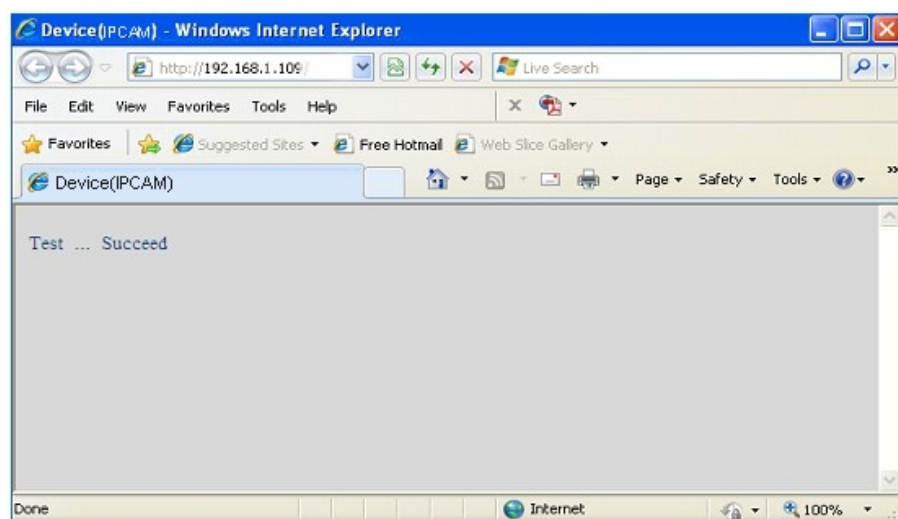 Device(IPCAM) - Windows Internet Explorer
http://192.168.1.109/ Live Search
File Edit View Favorites Tools Help
Favorites Suggested Sites Free Hotmail Web Slice Gallery
Device(IPCAM) Page Safety Tools
Test ... Succeed
Done Internet 100%